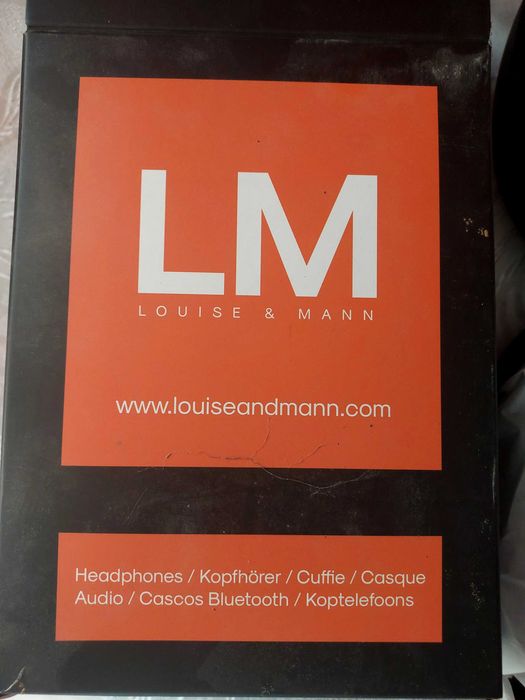 LM
LOUISE & MANN
www.louiseandmann.com
Headphones / Kopfhörer / Cuffie / Casque
Audio / Cascos Bluetooth / Koptelefoons